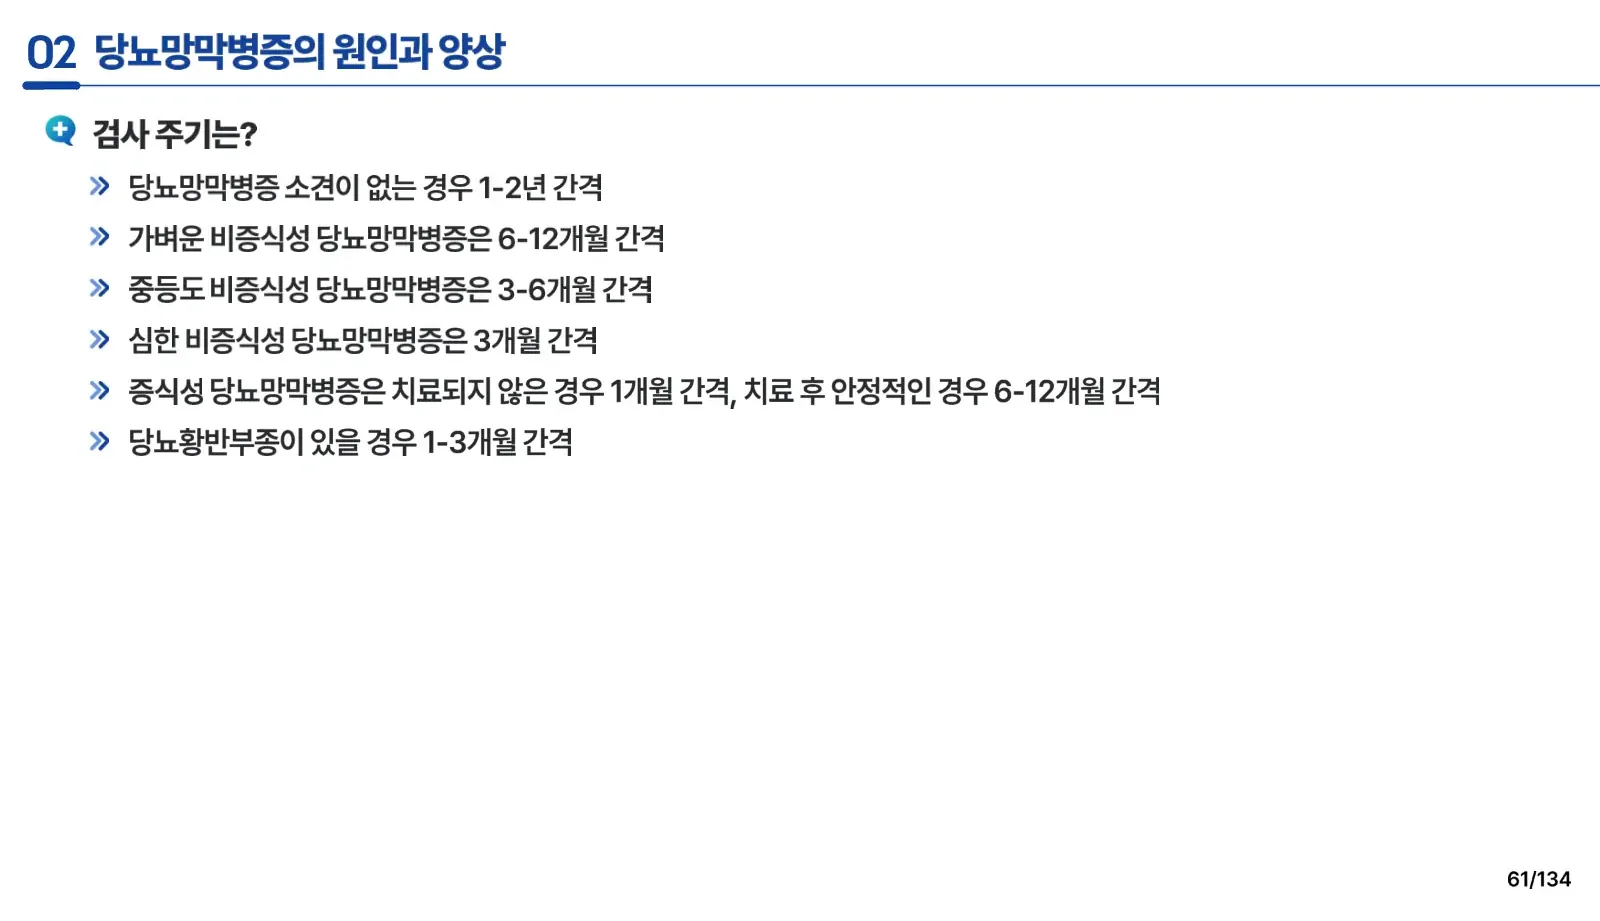 02 당뇨망막병증의 원인과 양상
검사 주기는?
당뇨망막병증 소견이 없는 경우 1-2년 간격
가벼운 비증식성 당뇨망막병증은 6-12개월 간격
중등도 비증식성 당뇨망막병증은 3-6개월 간격
심한 비증식성 당뇨망막병증은 3개월 간격
증식성 당뇨망막병증은 치료되지 않은 경우 1개월 간격, 치료 후 안정적인 경우 6-12개월 간격
당뇨황반부종이 있을 경우 1-3개월 간격
61/134